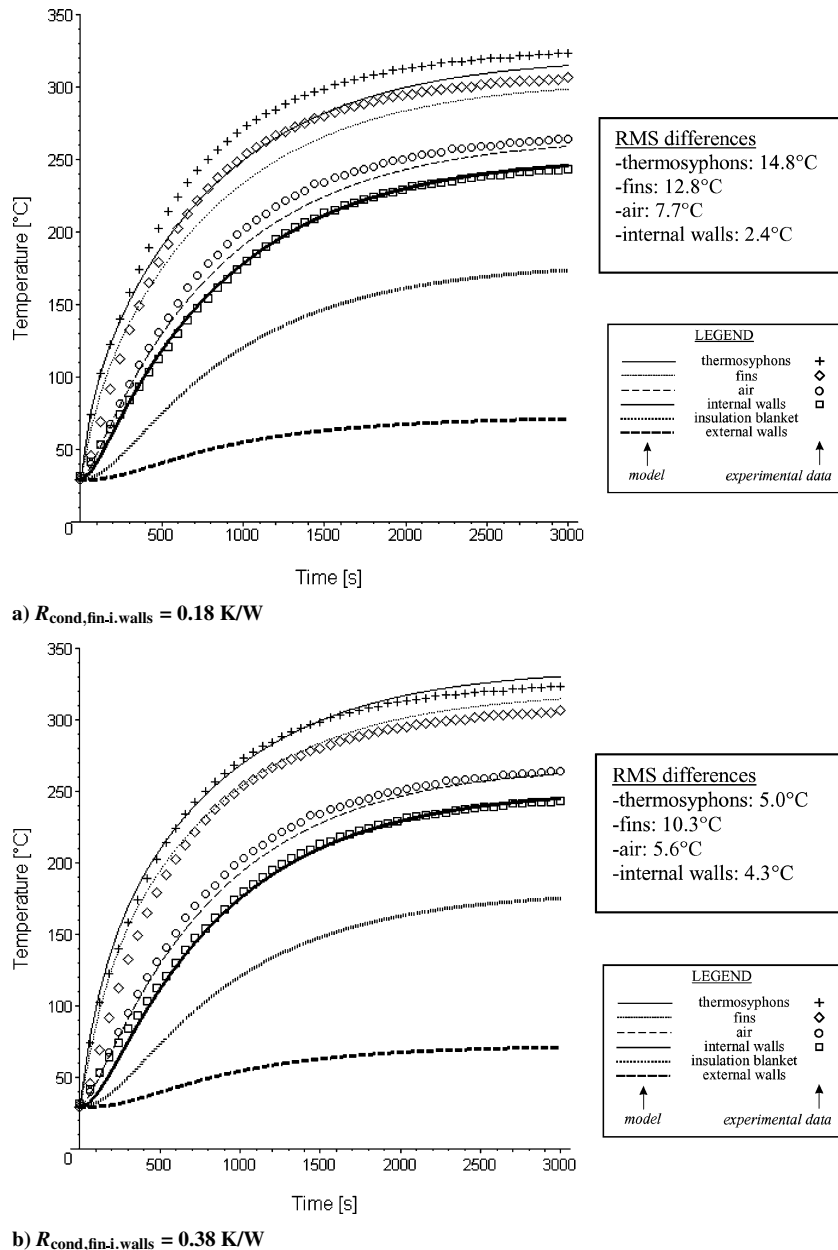 350
300
250
200
150
100
50
0
Temperature [°C]
500
1000
1500
2000
2500
3000
Time [s]
RMS differences
-thermosyphons: 14.8°C
-fins: 12.8°C
-air: 7.7°C
-internal walls: 2.4°C
LEGEND
thermosyphons
fins
air
internal walls
insulation blanket
external walls
model
experimental data
a) R_cond,fin-i.walls = 0.18 K/W
350
300
250
200
150
100
50
0
Temperature [°C]
500
1000
1500
2000
2500
3000
Time [s]
RMS differences
-thermosyphons: 5.0°C
-fins: 10.3°C
-air: 5.6°C
-internal walls: 4.3°C
LEGEND
thermosyphons
fins
air
internal walls
insulation blanket
external walls
model
experimental data
b) R_cond,fin-i.walls = 0.38 K/W